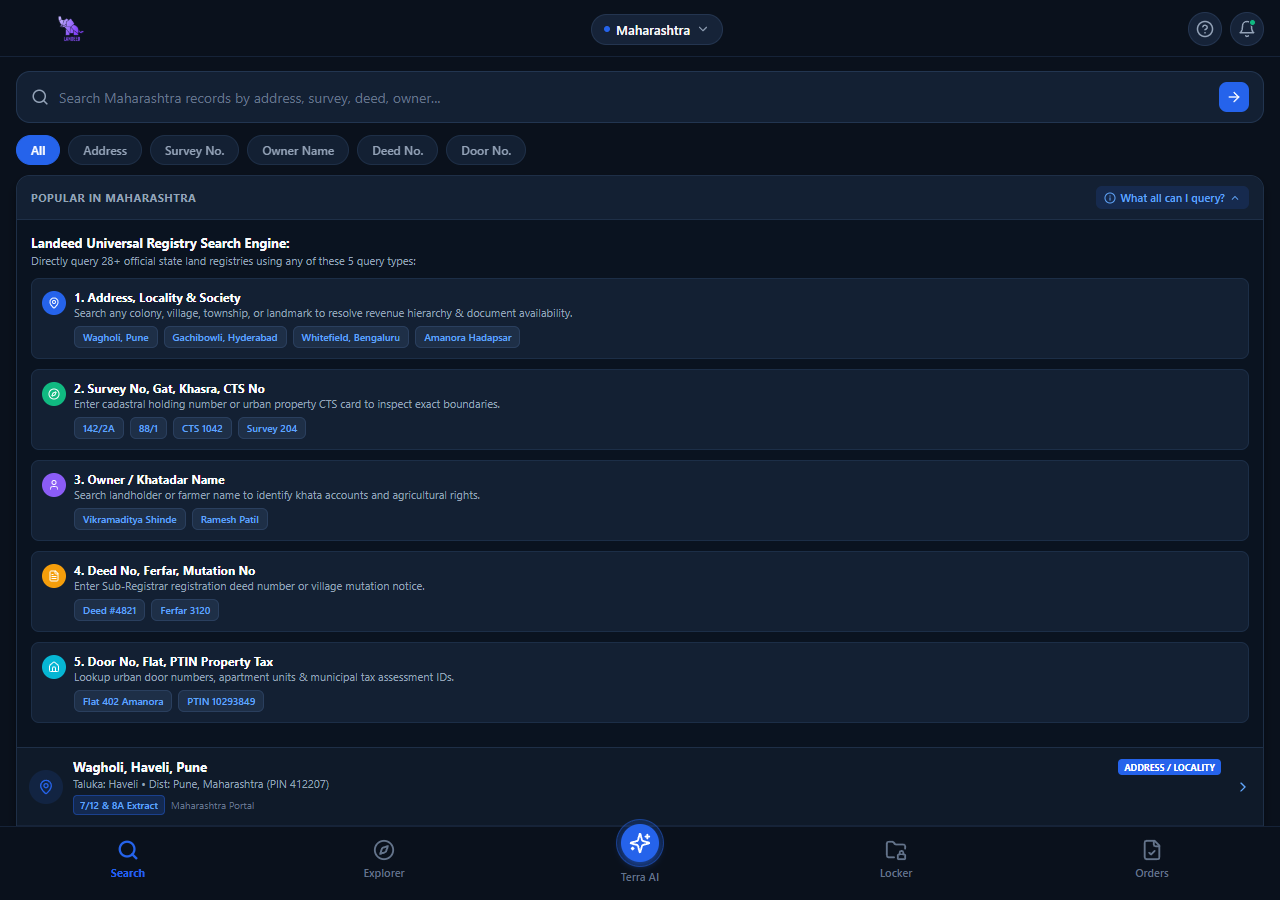 LANDEED
Maharashtra
Search Maharashtra records by address, survey, deed, owner...
All
Address
Survey No.
Owner Name
Deed No.
Door No.
POPULAR IN MAHARASHTRA
What all can I query?
Landeed Universal Registry Search Engine:
Directly query 28+ official state land registries using any of these 5 query types:
1. Address, Locality & Society
Search any colony, village, township, or landmark to resolve revenue hierarchy & document availability.
Wagholi, Pune
Gachibowli, Hyderabad
Whitefield, Bengaluru
Amanora Hadapsar
2. Survey No, Gat, Khasra, CTS No
Enter cadastral holding number or urban property CTS card to inspect exact boundaries.
142/2A
88/1
CTS 1042
Survey 204
3. Owner / Khatadar Name
Search landholder or farmer name to identify khata accounts and agricultural rights.
Vikramaditya Shinde
Ramesh Patil
4. Deed No, Ferfar, Mutation No
Enter Sub-Registrar registration deed number or village mutation notice.
Deed #4821
Ferfar 3120
5. Door No, Flat, PTIN Property Tax
Lookup urban door numbers, apartment units & municipal tax assessment IDs.
Flat 402 Amanora
PTIN 10293849
Wagholi, Haveli, Pune
ADDRESS / LOCALITY
Taluka: Haveli • Dist: Pune, Maharashtra (PIN 412207)
7/12 & 8A Extract
Maharashtra Portal
Search
Explorer
Terra AI
Locker
Orders